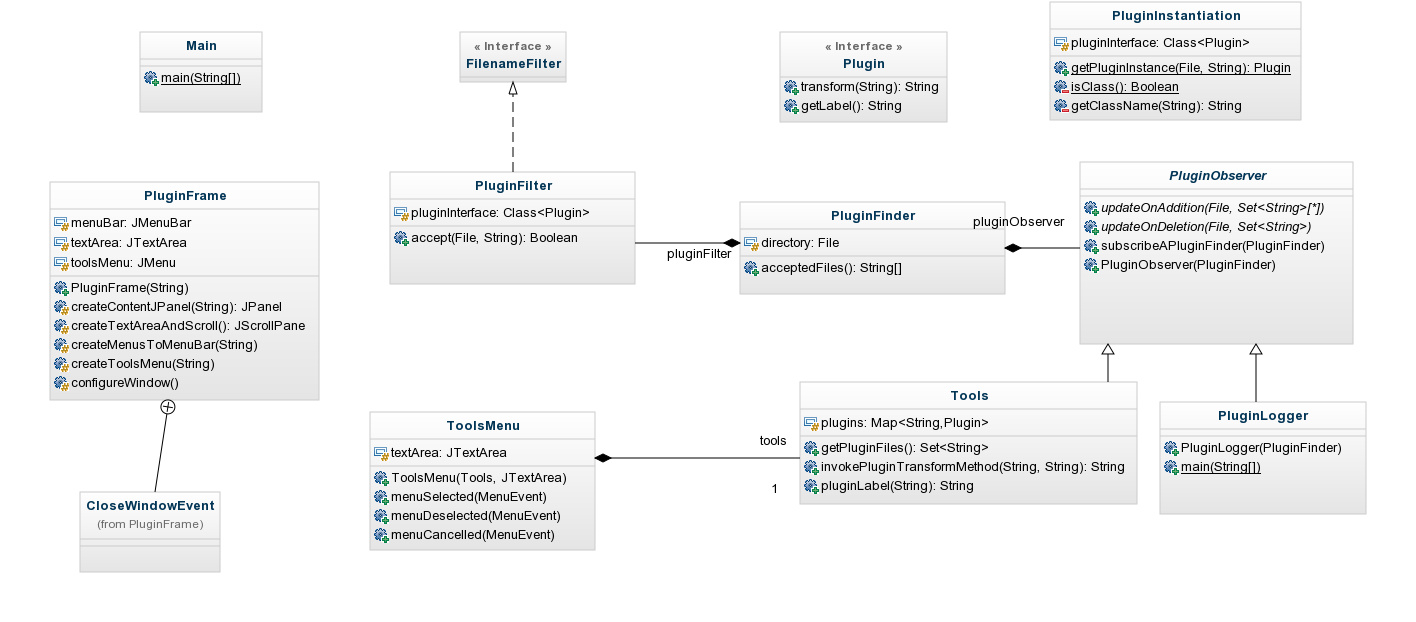 Main
main(String[])
« Interface »
FilenameFilter
« Interface »
Plugin
transform(String): String
getLabel(): String
PluginInstantiation
pluginInterface: Class<Plugin>
getPluginInstance(File, String): Plugin
isClass(): Boolean
getClassName(String): String
PluginFrame
menuBar: JMenuBar
textArea: JTextArea
toolsMenu: JMenu
PluginFrame(String)
createContentJPanel(String): JPanel
createTextAreaAndScroll(): JScrollPane
createMenusToMenuBar(String)
createToolsMenu(String)
configureWindow()
PluginFilter
pluginInterface: Class<Plugin>
accept(File, String): Boolean
pluginFilter
PluginFinder
directory: File
acceptedFiles(): String[]
pluginObserver
PluginObserver
updateOnAddition(File, Set<String>[*])
updateOnDeletion(File, Set<String>)
subscribeAPluginFinder(PluginFinder)
PluginObserver(PluginFinder)
CloseWindowEvent
(from PluginFrame)
ToolsMenu
textArea: JTextArea
ToolsMenu(Tools, JTextArea)
menuSelected(MenuEvent)
menuDeselected(MenuEvent)
menuCancelled(MenuEvent)
tools
1
Tools
plugins: Map<String,Plugin>
getPluginFiles(): Set<String>
invokePluginTransformMethod(String, String): String
pluginLabel(String): String
PluginLogger
PluginLogger(PluginFinder)
main(String[])